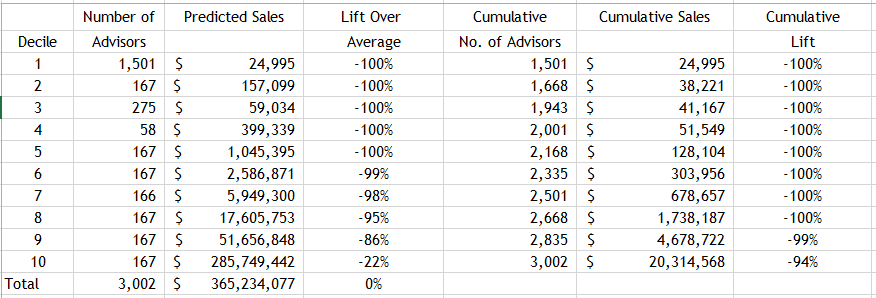 Number of Predicted Sales Lift Over Cumulative Cumulative Sales Cumulative
Decile Advisors Average No. of Advisors Lift
1 1,501 $ 24,995 -100% 1,501 $ 24,995 -100%
2 167 $ 157,099 -100% 1,668 $ 38,221 -100%
3 275 $ 59,034 -100% 1,943 $ 41,167 -100%
4 58 $ 399,339 -100% 2,001 $ 51,549 -100%
5 167 $ 1,045,395 -100% 2,168 $ 128,104 -100%
6 167 $ 2,586,871 -99% 2,335 $ 303,956 -100%
7 166 $ 5,949,300 -98% 2,501 $ 678,657 -100%
8 167 $ 17,605,753 -95% 2,668 $ 1,738,187 -100%
9 167 $ 51,656,848 -86% 2,835 $ 4,678,722 -99%
10 167 $ 285,749,442 -22% 3,002 $ 20,314,568 -94%
Total 3,002 $ 365,234,077 0%